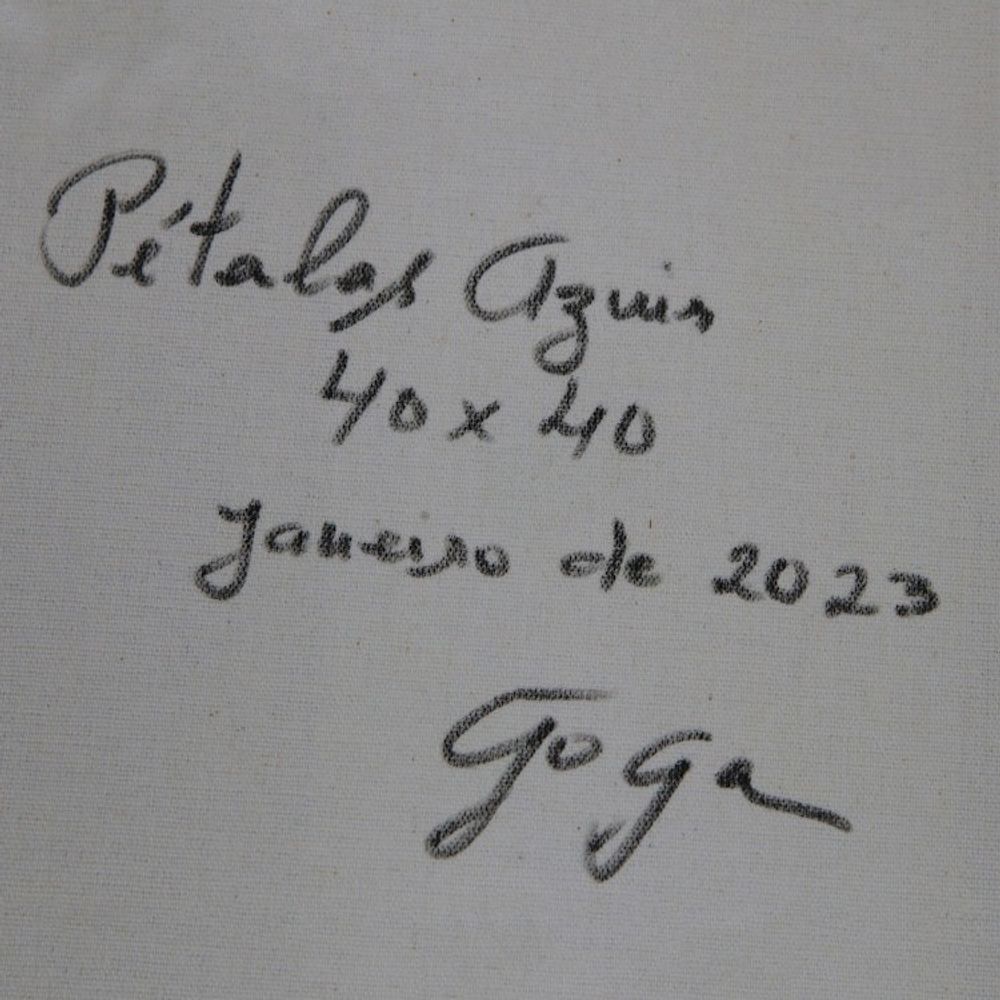 Pétalas Azuis
40 x 40
Janeiro de 2023
Goga